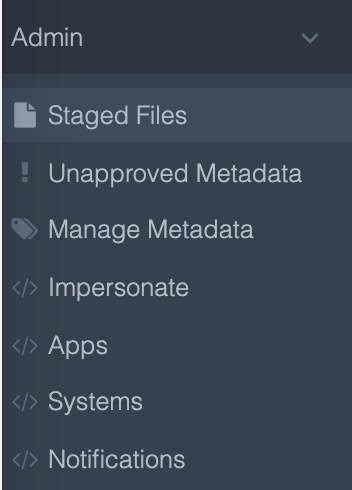 Admin
Staged Files
Unapproved Metadata
Manage Metadata
Impersonate
Apps
Systems
Notifications